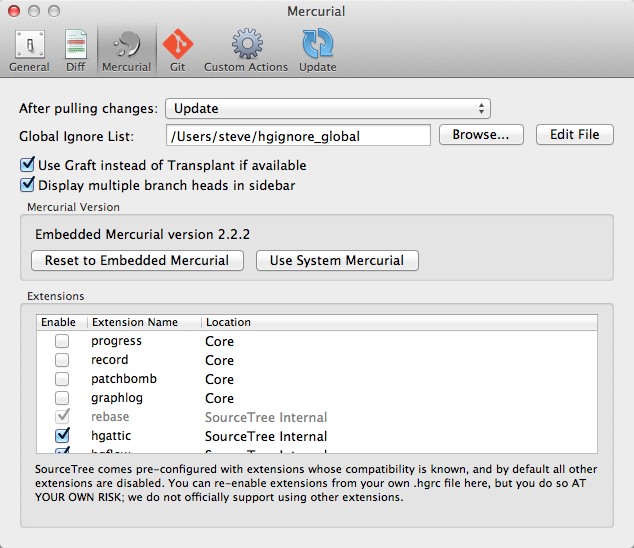 Mercurial
General Diff Mercurial Git Custom Actions Update
After pulling changes: Update
Global Ignore List: /Users/steve/hgignore_global Browse... Edit File
Use Graft instead of Transplant if available
Display multiple branch heads in sidebar
Mercurial Version
Embedded Mercurial version 2.2.2
Reset to Embedded Mercurial Use System Mercurial
Extensions
Enable Extension Name Location
progress Core
record Core
patchbomb Core
graphlog Core
rebase SourceTree Internal
hgattic SourceTree Internal
SourceTree comes pre-configured with extensions whose compatibility is known, and by default all other
extensions are disabled. You can re-enable extensions from your own .hgrc file here, but you do so AT
YOUR OWN RISK; we do not officially support using other extensions.